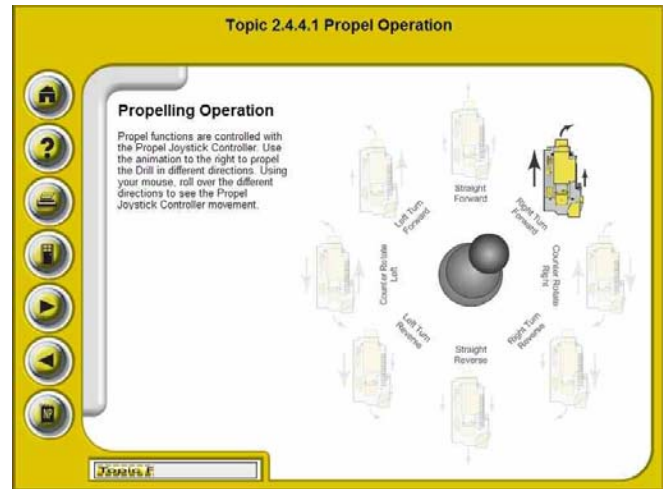 Topic 2.4.4.1 Propel Operation
Propelling Operation
Propel functions are controlled with
the Propel Joystick Controller. Use
the animation to the right to propel
the Drill in different directions. Using
your mouse, roll over the different
directions to see the Propel
Joystick Controller movement.
Straight
Forward
Left Turn
Forward
Right Turn
Forward
Counter Rotate
Left
Counter Rotate
Right
Left Turn
Reverse
Right Turn
Reverse
Straight
Reverse
?
NP